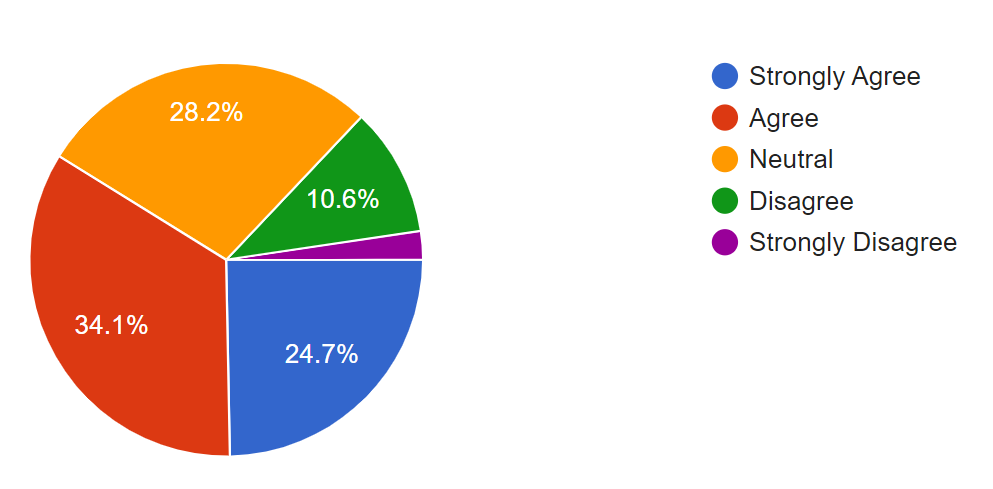 28.2%
10.6%
34.1%
24.7%
Strongly Agree
Agree
Neutral
Disagree
Strongly Disagree